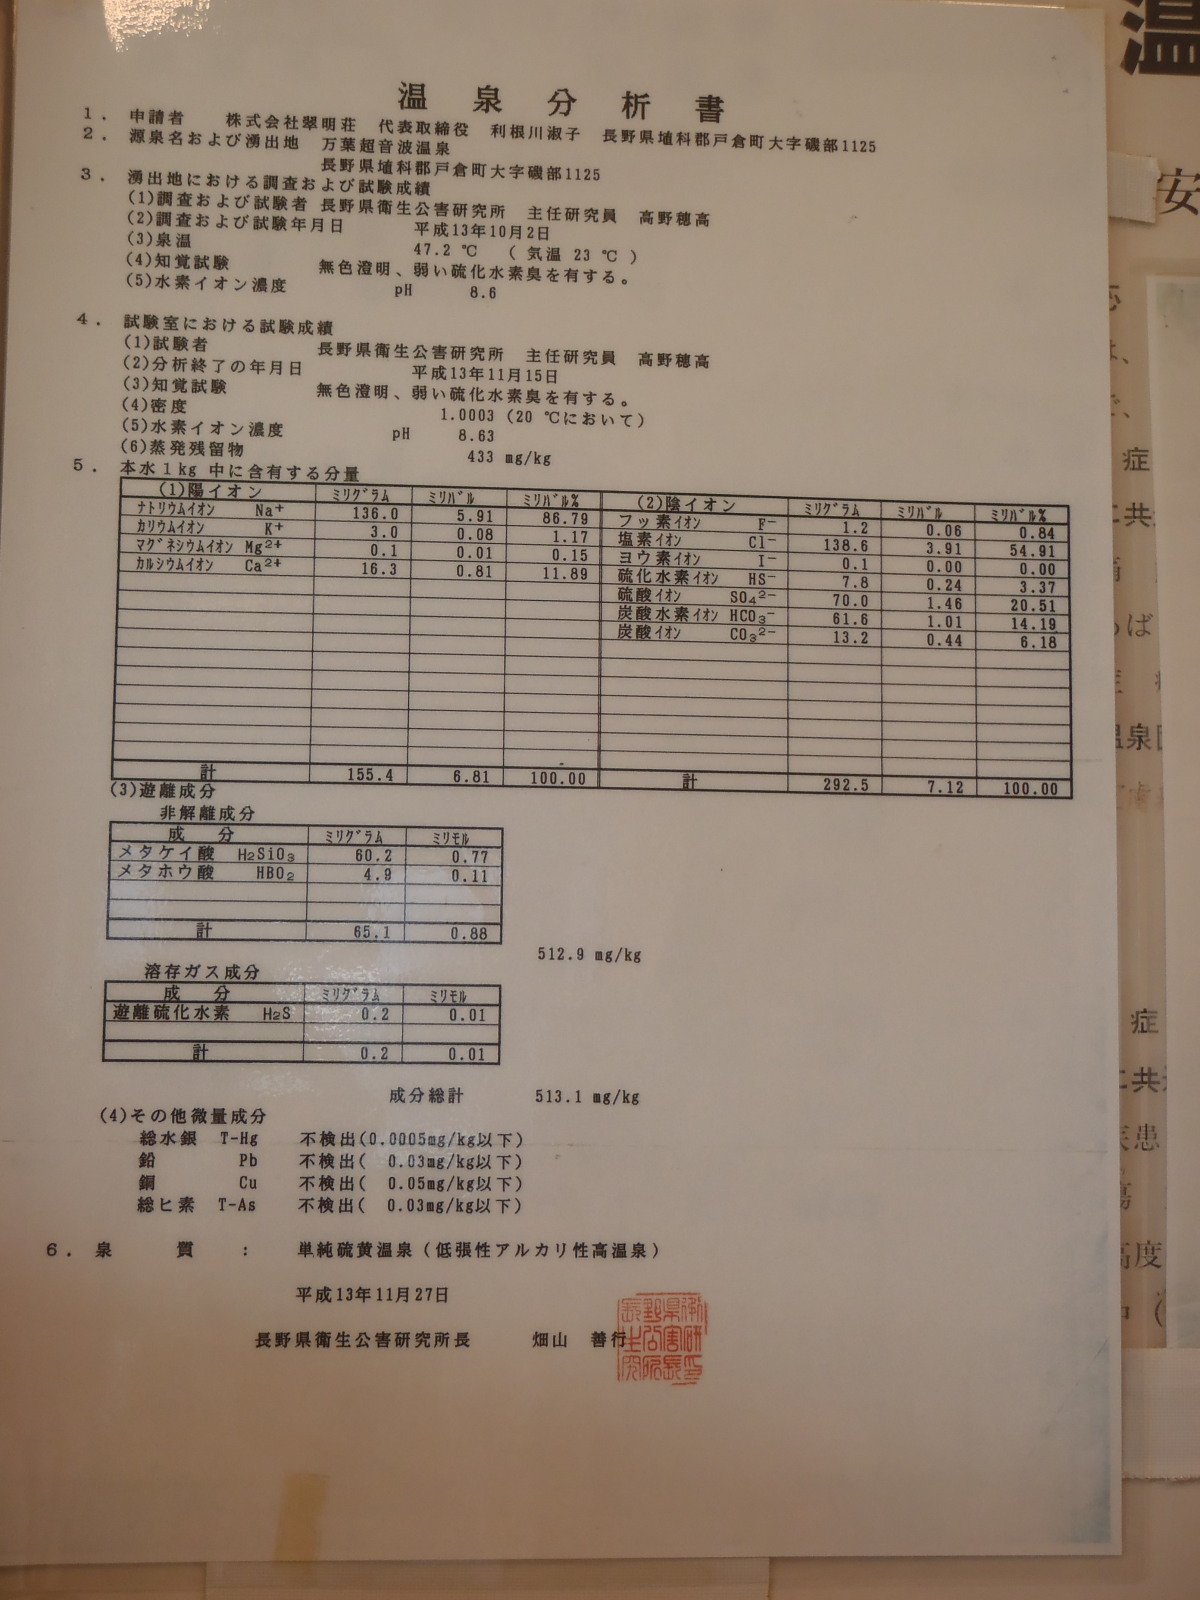 温泉分析書
1. 申請者 株式会社翠明荘 代表取締役 利根川淑子 長野県埴科郡戸倉町大字磯部1125
2. 源泉名および湧出地 万葉超音波温泉
長野県埴科郡戸倉町大字磯部1125
3. 湧出地における調査および試験成績
(1)調査および試験者 長野県衛生公害研究所 主任研究員 高野穂高
(2)調査および試験年月日 平成13年10月2日
(3)泉温 47.2 ℃ ( 気温 23 ℃ )
(4)知覚試験 無色澄明、弱い硫化水素臭を有する。
(5)水素イオン濃度 pH 8.6
4. 試験室における試験成績
(1)試験者 長野県衛生公害研究所 主任研究員 高野穂高
(2)分析終了の年月日 平成13年11月15日
(3)知覚試験 無色澄明、弱い硫化水素臭を有する。
(4)密度 1.0003 (20 ℃において)
(5)水素イオン濃度 pH 8.63
(6)蒸発残留物 433 mg/kg
5. 本水1kg 中に含有する分量
(1)陽イオン ﾐﾘｸﾞﾗﾑ ﾐﾘﾊﾞﾙ ﾐﾘﾊﾞﾙ% (2)陰イオン ﾐﾘｸﾞﾗﾑ ﾐﾘﾊﾞﾙ ﾐﾘﾊﾞﾙ%
ﾅﾄﾘｳﾑｲｵﾝ Na⁺ 136.0 5.91 86.79 フッ素ｲｵﾝ F⁻ 1.2 0.06 0.84
ｶﾘｳﾑｲｵﾝ K⁺ 3.0 0.08 1.17 塩素ｲｵﾝ Cl⁻ 138.6 3.91 54.91
ﾏｸﾞﾈｼｳﾑｲｵﾝ Mg²⁺ 0.1 0.01 0.15 ヨウ素ｲｵﾝ I⁻ 0.1 0.00 0.00
ｶﾙｼｳﾑｲｵﾝ Ca²⁺ 16.3 0.81 11.89 硫化水素ｲｵﾝ HS⁻ 7.8 0.24 3.37
硫酸ｲｵﾝ SO₄²⁻ 70.0 1.46 20.51
炭酸水素ｲｵﾝ HCO₃⁻ 61.6 1.01 14.19
炭酸ｲｵﾝ CO₃²⁻ 13.2 0.44 6.18
計 155.4 6.81 100.00 計 292.5 7.12 100.00
(3)遊離成分
非解離成分
成 分 ﾐﾘｸﾞﾗﾑ ﾐﾘﾓﾙ
メタケイ酸 H₂SiO₃ 60.2 0.77
メタホウ酸 HBO₂ 4.9 0.11
計 65.1 0.88
512.9 mg/kg
溶存ガス成分
成 分 ﾐﾘｸﾞﾗﾑ ﾐﾘﾓﾙ
遊離硫化水素 H₂S 0.2 0.01
計 0.2 0.01
成分総計 513.1 mg/kg
(4)その他微量成分
総水銀 T-Hg 不検出(0.0005mg/kg以下)
鉛 Pb 不検出( 0.03mg/kg以下)
銅 Cu 不検出( 0.05mg/kg以下)
総ヒ素 T-As 不検出( 0.03mg/kg以下)
6. 泉 質 : 単純硫黄温泉(低張性アルカリ性高温泉)
平成13年11月27日
長野県衛生公害研究所長 畑山 善行
温
安
症
共
ば
温泉
症
共
疾患
傷
高度